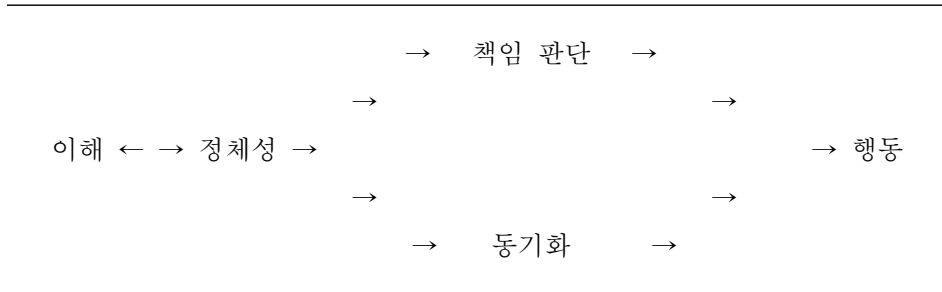 → 책임 판단 →
→ →
이해 ← → 정체성 → → 행동
→ →
→ 동기화 →